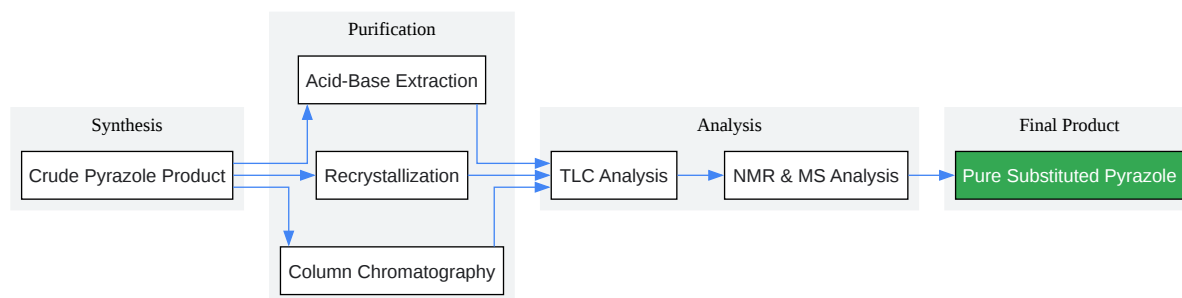 Synthesis
Crude Pyrazole Product
Purification
Acid-Base Extraction
Recrystallization
Column Chromatography
Analysis
TLC Analysis
NMR & MS Analysis
Final Product
Pure Substituted Pyrazole